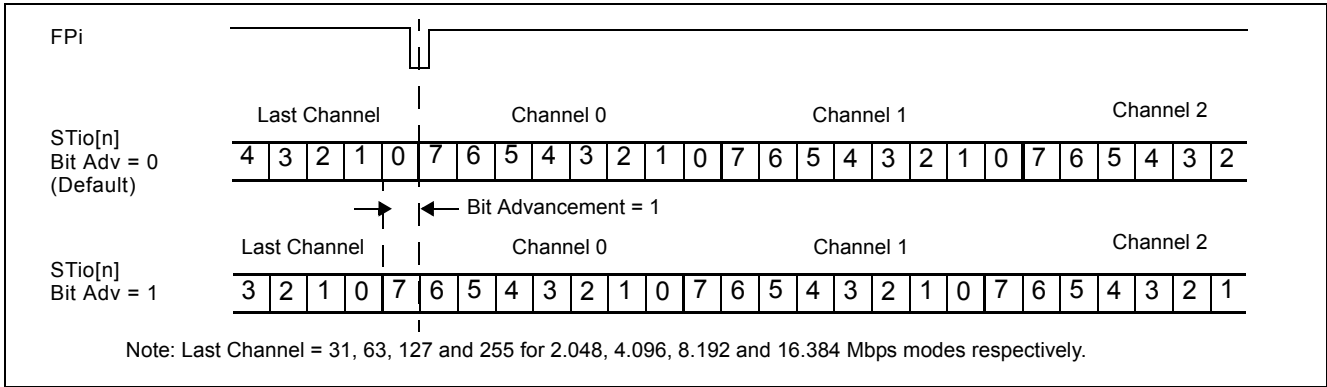 FPi
Last Channel Channel 0 Channel 1 Channel 2
STio[n]
Bit Adv = 0
(Default)
4 3 2 1 0 7 6 5 4 3 2 1 0 7 6 5 4 3 2 1 0 7 6 5 4 3 2
Bit Advancement = 1
Last Channel Channel 0 Channel 1 Channel 2
STio[n]
Bit Adv = 1
3 2 1 0 7 6 5 4 3 2 1 0 7 6 5 4 3 2 1 0 7 6 5 4 3 2 1
Note: Last Channel = 31, 63, 127 and 255 for 2.048, 4.096, 8.192 and 16.384 Mbps modes respectively.